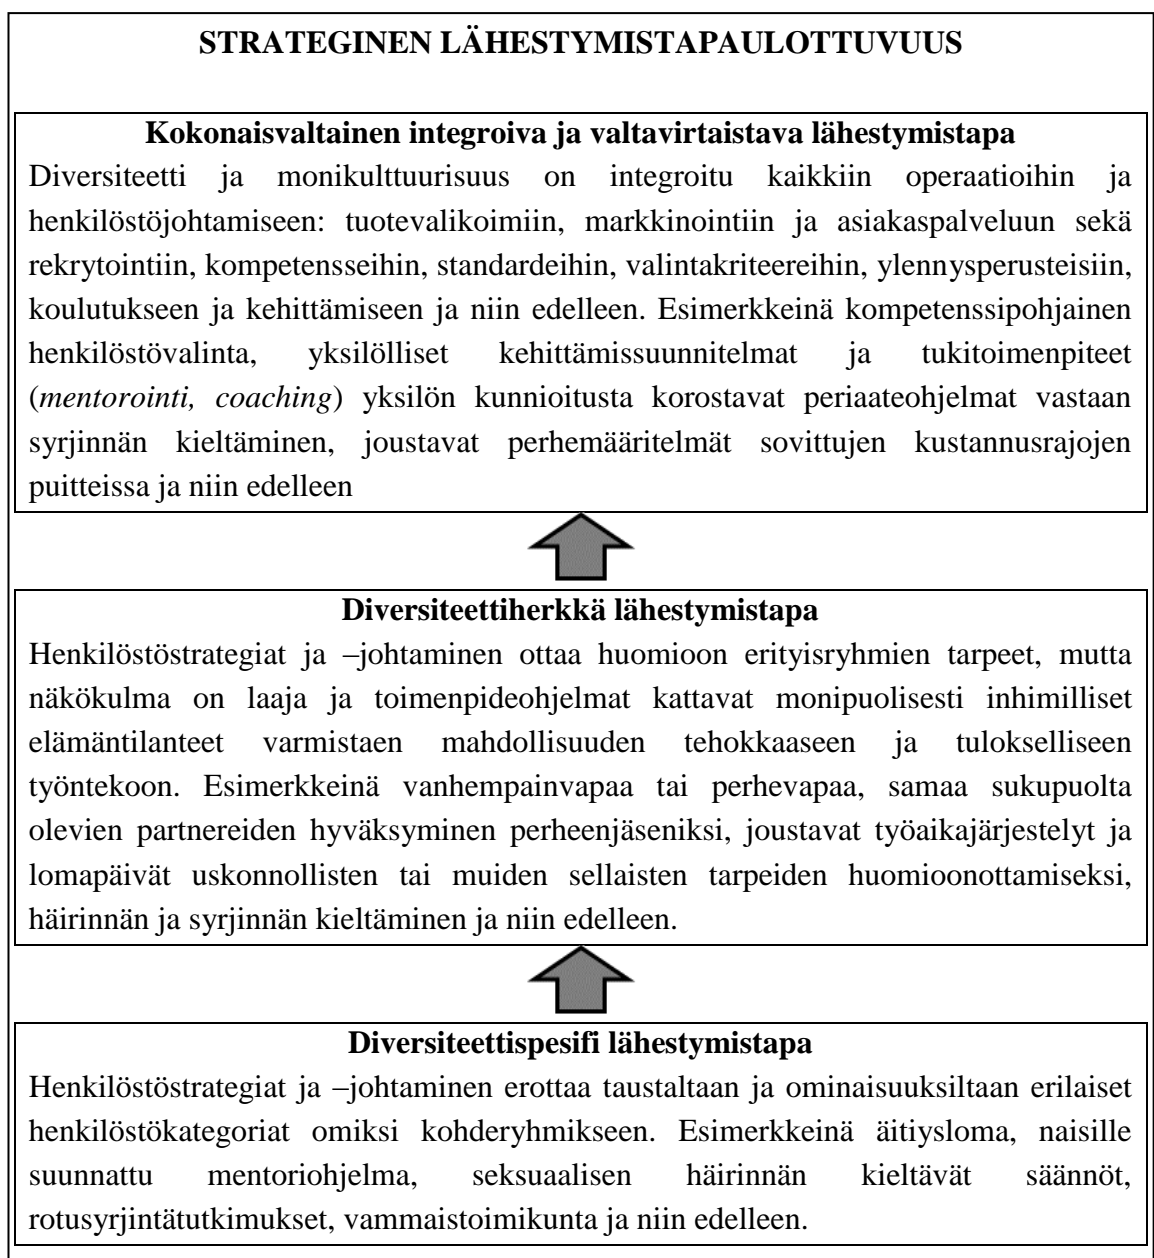 STRATEGINEN LÄHESTYMISTAPAULOTTUVUUS
Kokonaisvaltainen integroiva ja valtavirtaistava lähestymistapa
Diversiteetti ja monikulttuurisuus on integroitu kaikkiin operaatioihin ja
henkilöstöjohtamiseen: tuotevalikoimiin, markkinointiin ja asiakaspalveluun sekä
rekrytointiin, kompetensseihin, standardeihin, valintakriteereihin, ylennysperusteisiin,
koulutukseen ja kehittämiseen ja niin edelleen. Esimerkkeinä kompetenssipohjainen
henkilöstövalinta, yksilölliset kehittämissuunnitelmat ja tukitoimenpiteet
(mentorointi, coaching) yksilön kunnioitusta korostavat periaateohjelmat vastaan
syrjinnän kieltäminen, joustavat perhemääritelmät sovittujen kustannusrajojen
puitteissa ja niin edelleen
Diversiteettiherkkä lähestymistapa
Henkilöstöstrategiat ja –johtaminen ottaa huomioon erityisryhmien tarpeet, mutta
näkökulma on laaja ja toimenpideohjelmat kattavat monipuolisesti inhimilliset
elämäntilanteet varmistaen mahdollisuuden tehokkaaseen ja tulokselliseen
työntekoon. Esimerkkeinä vanhempainvapaa tai perhevapaa, samaa sukupuolta
olevien partnereiden hyväksyminen perheenjäseniksi, joustavat työaikajärjestelyt ja
lomapäivät uskonnollisten tai muiden sellaisten tarpeiden huomioonottamiseksi,
häirinnän ja syrjinnän kieltäminen ja niin edelleen.
Diversiteettispesifi lähestymistapa
Henkilöstöstrategiat ja –johtaminen erottaa taustaltaan ja ominaisuuksiltaan erilaiset
henkilöstökategoriat omiksi kohderyhmikseen. Esimerkkeinä äitiysloma, naisille
suunnattu mentoriohjelma, seksuaalisen häirinnän kieltävät säännöt,
rotusyrjintätutkimukset, vammaistoimikunta ja niin edelleen.